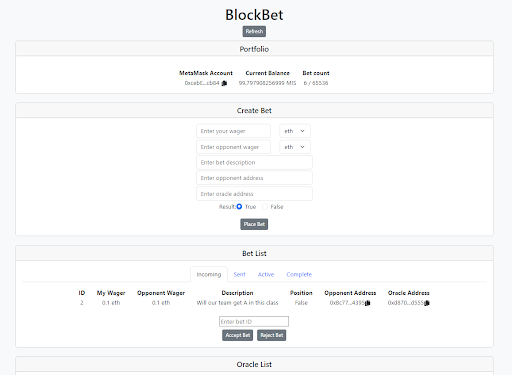 BlockBet
Refresh
Portfolio
MetaMask Account Current Balance Bet count
0xcabE...cb84 99.797908256999 MIS 6 / 65536
Create Bet
Enter your wager eth
Enter opponent wager eth
Enter bet description
Enter opponent address
Enter oracle address
Result: True False
Place Bet
Bet List
Incoming Sent Active Complete
ID My Wager Opponent Wager Description Position Opponent Address Oracle Address
2 0.1 eth 0.1 eth Will our team get A in this class False 0x8c77...4395 0xd870...d555
Enter bet ID
Accept Bet Reject Bet
Oracle List